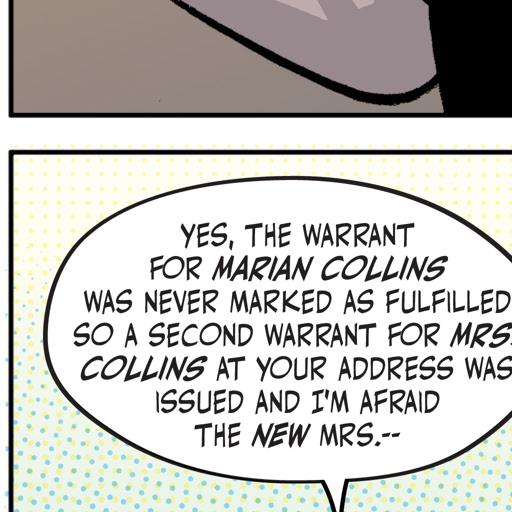 YES, THE WARRANT
FOR MARIAN COLLINS
WAS NEVER MARKED AS FULFILLED
SO A SECOND WARRANT FOR MRS.
COLLINS AT YOUR ADDRESS WAS
ISSUED AND I'M AFRAID
THE NEW MRS.--